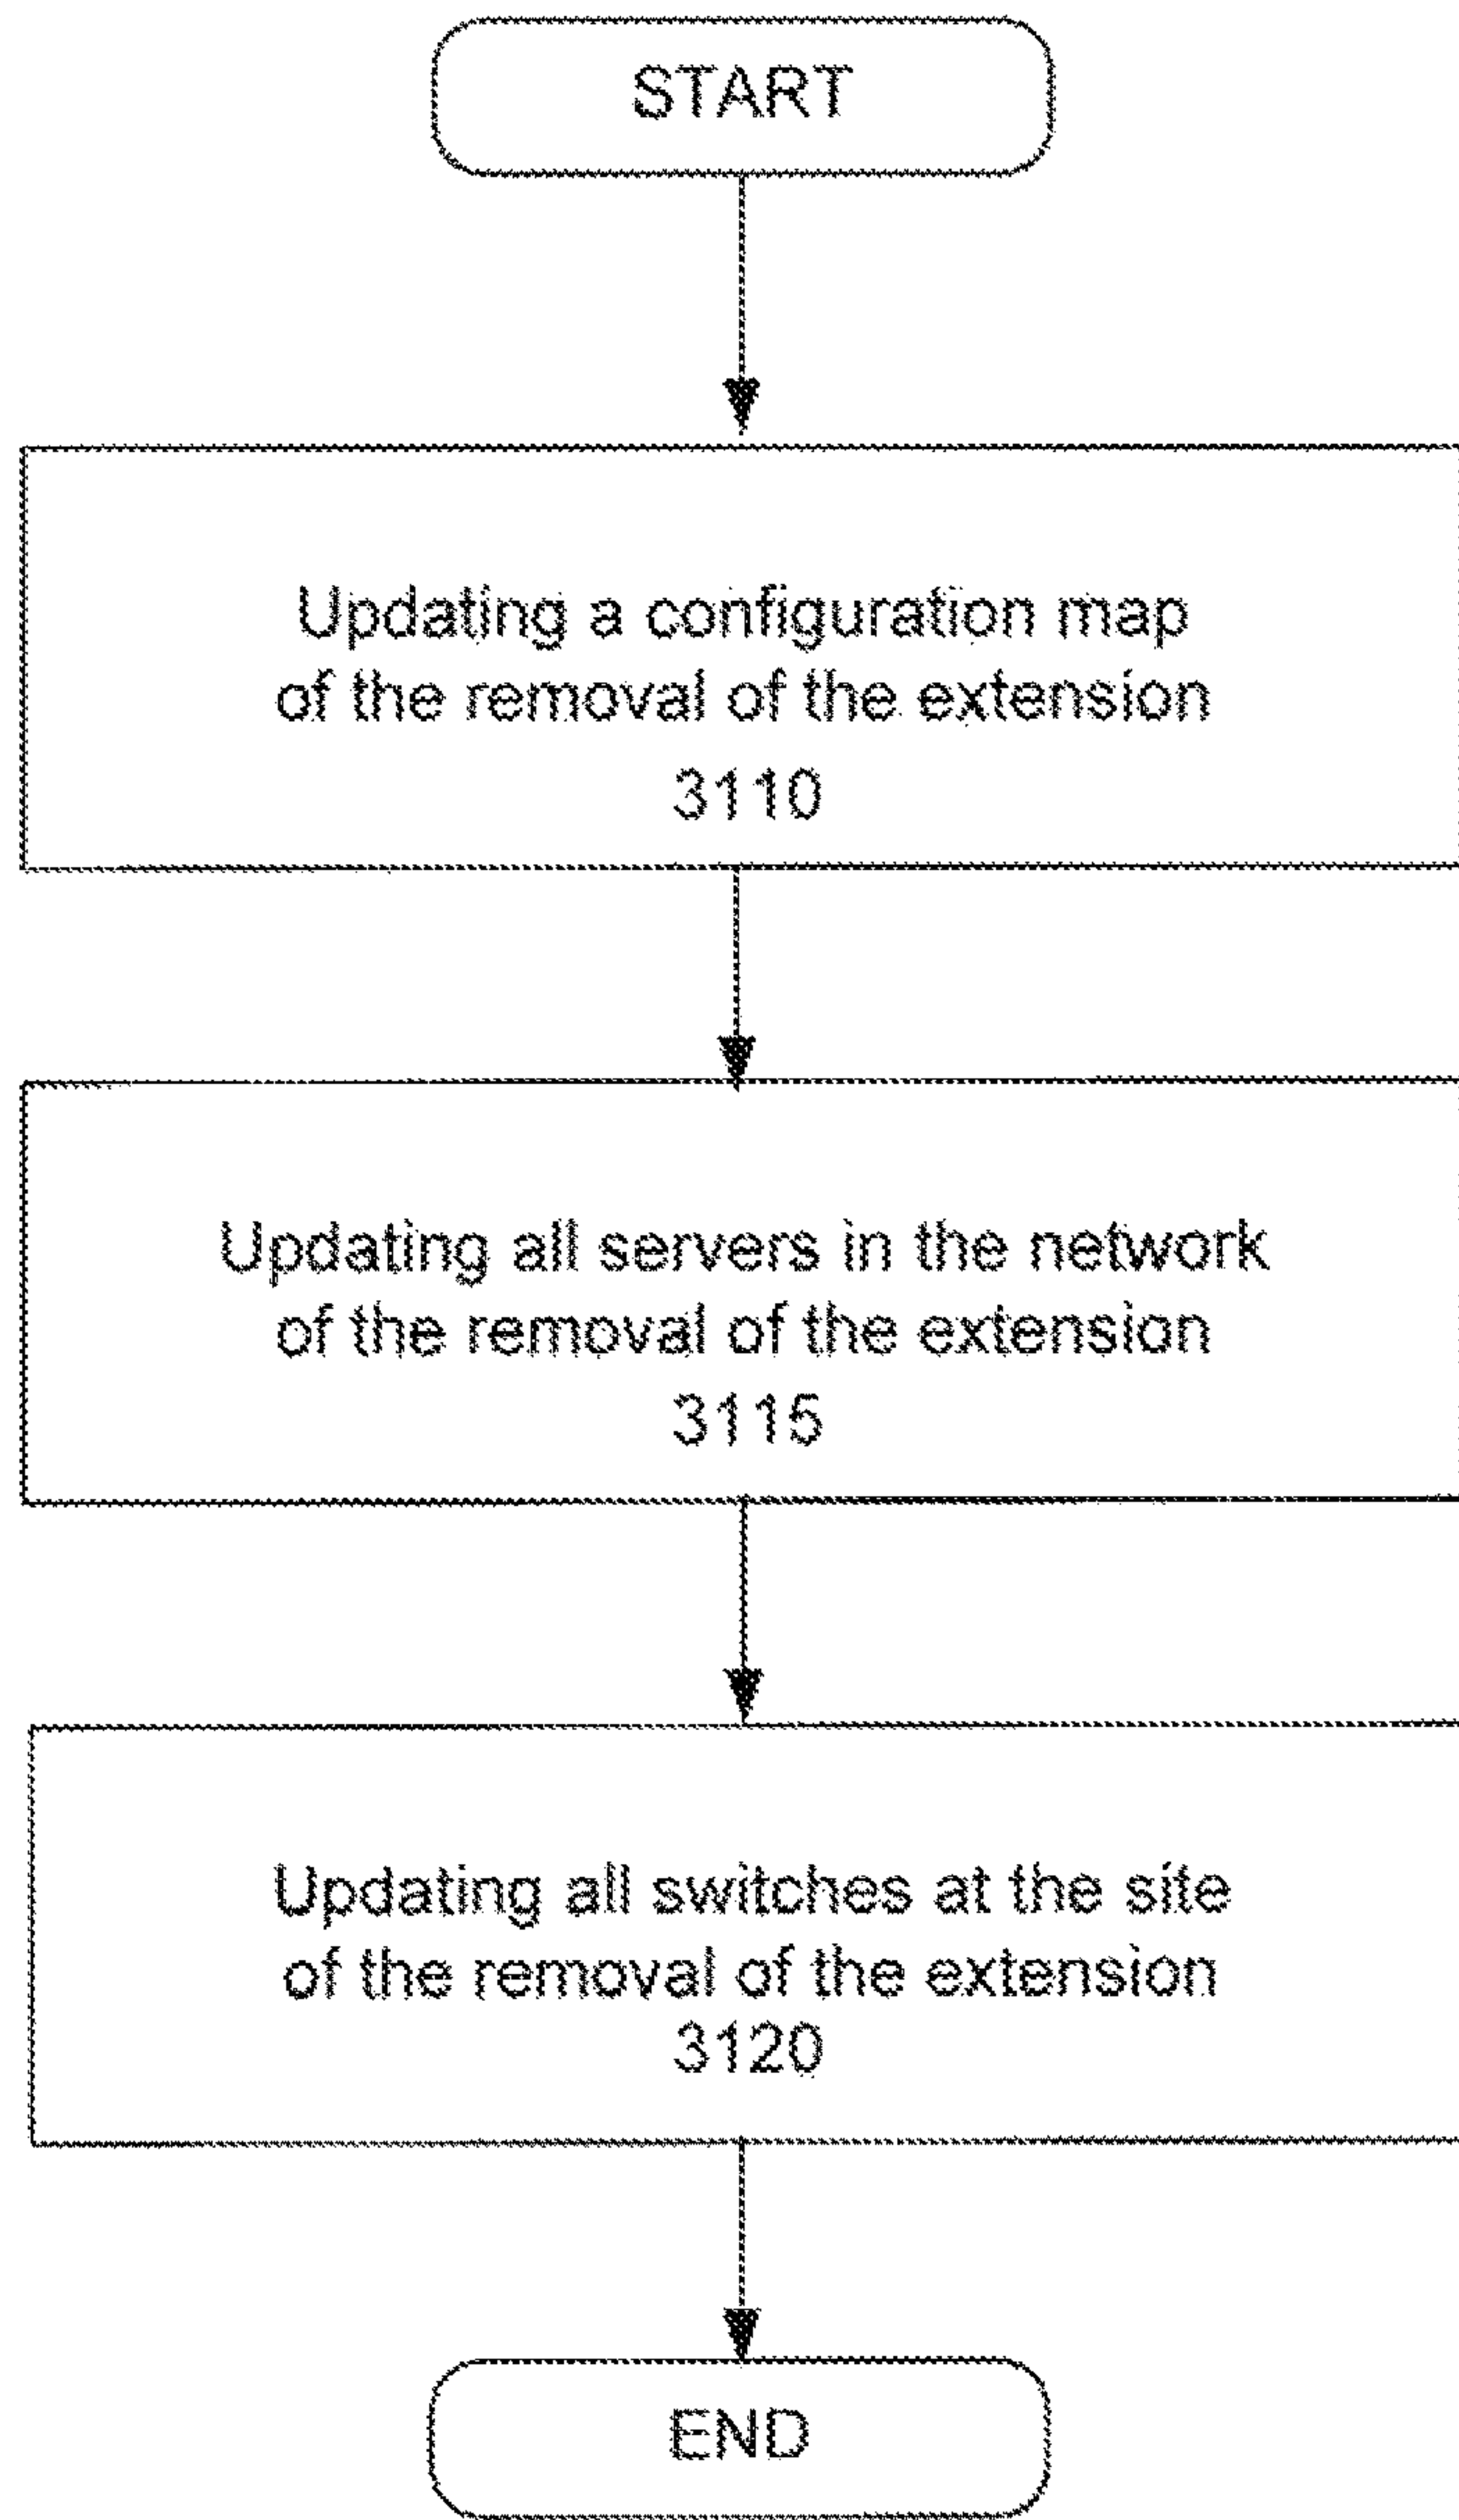 START
Updating a configuration map
of the removal of the extension
3110
Updating all servers in the network
of the removal of the extension
3115
Updating all switches at the site
of the removal of the extension
3120
END